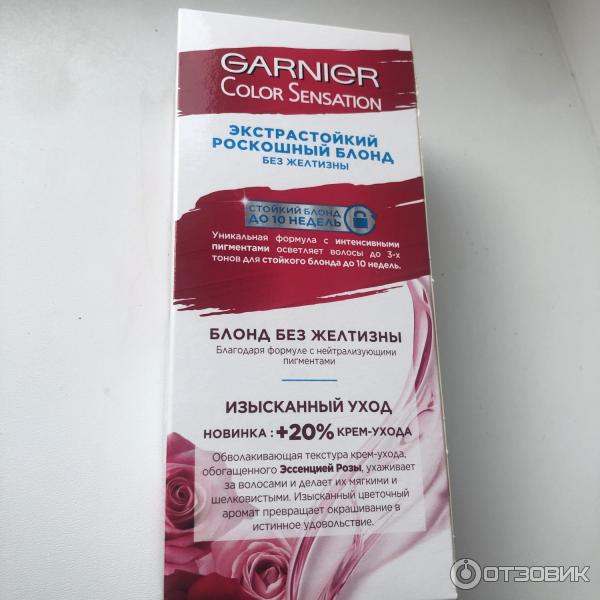 GARNIER
COLOR SENSATION
ЭКСТРАСТОЙКИЙ
РОСКОШНЫЙ БЛОНД
БЕЗ ЖЕЛТИЗНЫ
СТОЙКИЙ БЛОНД
ДО 10 НЕДЕЛЬ
Уникальная формула с интенсивными
пигментами осветляет волосы до 3-х
тонов для стойкого блонда до 10 недель.
БЛОНД БЕЗ ЖЕЛТИЗНЫ
Благодаря формуле с нейтрализующими
пигментами
ИЗЫСКАННЫЙ УХОД
НОВИНКА : +20% КРЕМ-УХОДА
Обволакивающая текстура крем-ухода,
обогащенного Эссенцией Розы, ухаживает
за волосами и делает их мягкими и
шелковистыми. Изысканный цветочный
аромат превращает окрашивание в
истинное удовольствие.
ОТЗОВИК